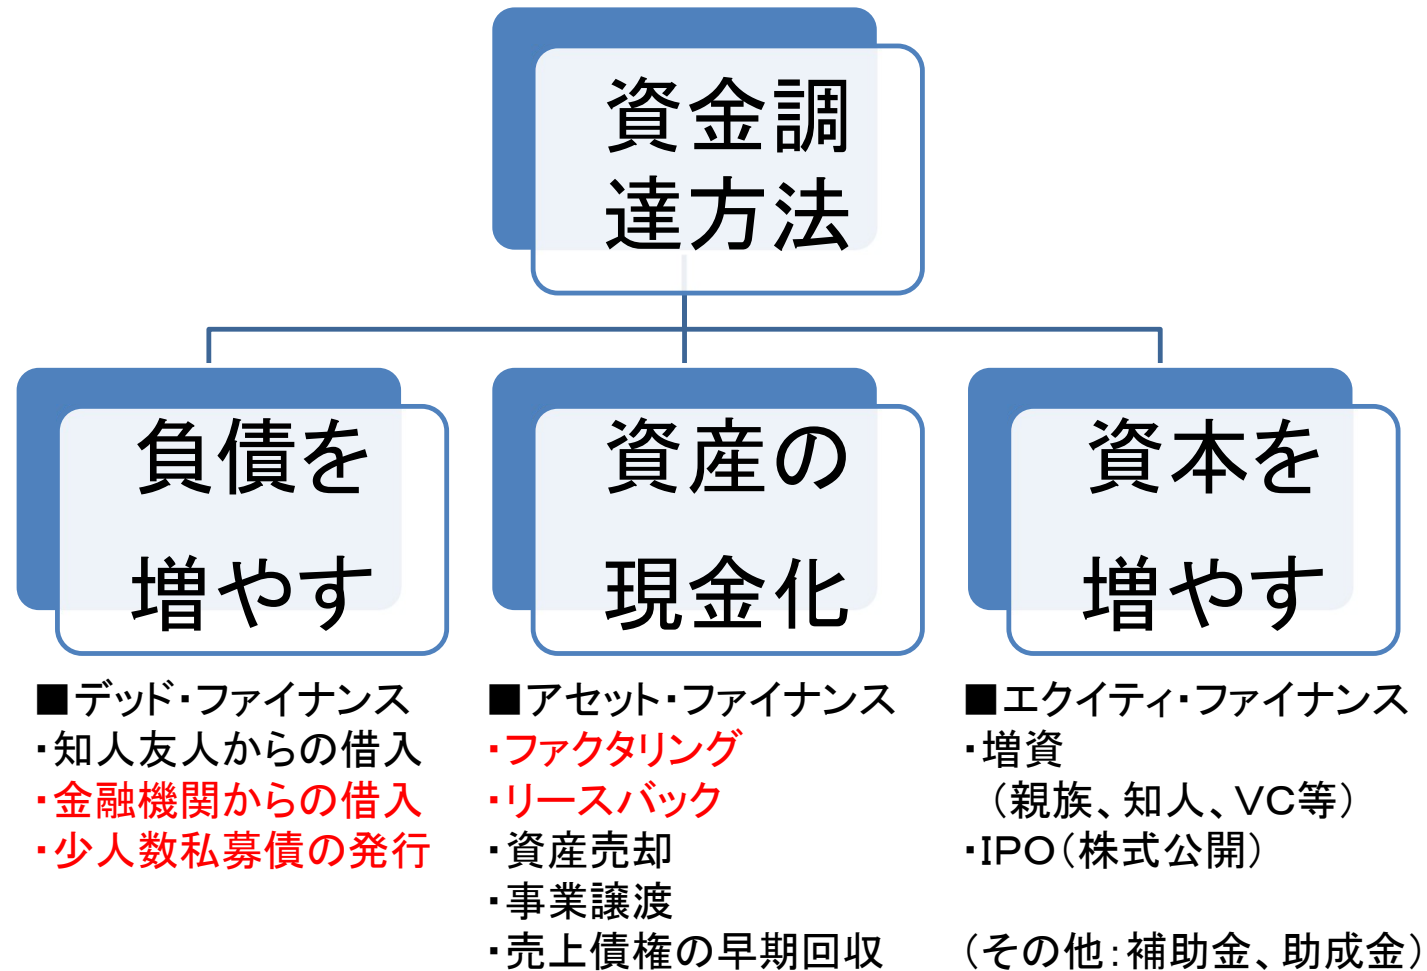 資金調
達方法
負債を
増やす
資産の
現金化
資本を
増やす
■デッド・ファイナンス
・知人友人からの借入
・金融機関からの借入
・少人数私募債の発行
■アセット・ファイナンス
・ファクタリング
・リースバック
・資産売却
・事業譲渡
・売上債権の早期回収
■エクイティ・ファイナンス
・増資
（親族、知人、VC等）
・IPO（株式公開）
（その他：補助金、助成金）